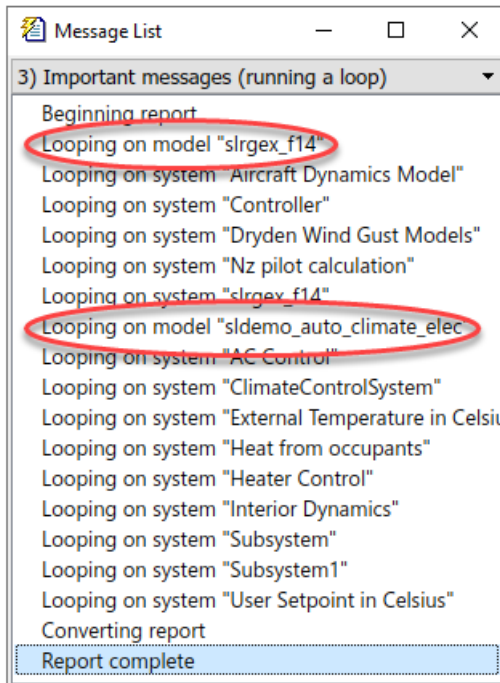 Message List
3) Important messages (running a loop)
Beginning report
Looping on model "slrgex_f14"
Looping on system "Aircraft Dynamics Model"
Looping on system "Controller"
Looping on system "Dryden Wind Gust Models"
Looping on system "Nz pilot calculation"
Looping on system "slrgex_f14"
Looping on model "sldemo_auto_climate_elec
Looping on system "AC Control"
Looping on system "ClimateControlSystem"
Looping on system "External Temperature in Celsiu
Looping on system "Heat from occupants"
Looping on system "Heater Control"
Looping on system "Interior Dynamics"
Looping on system "Subsystem"
Looping on system "Subsystem1"
Looping on system "User Setpoint in Celsius"
Converting report
Report complete